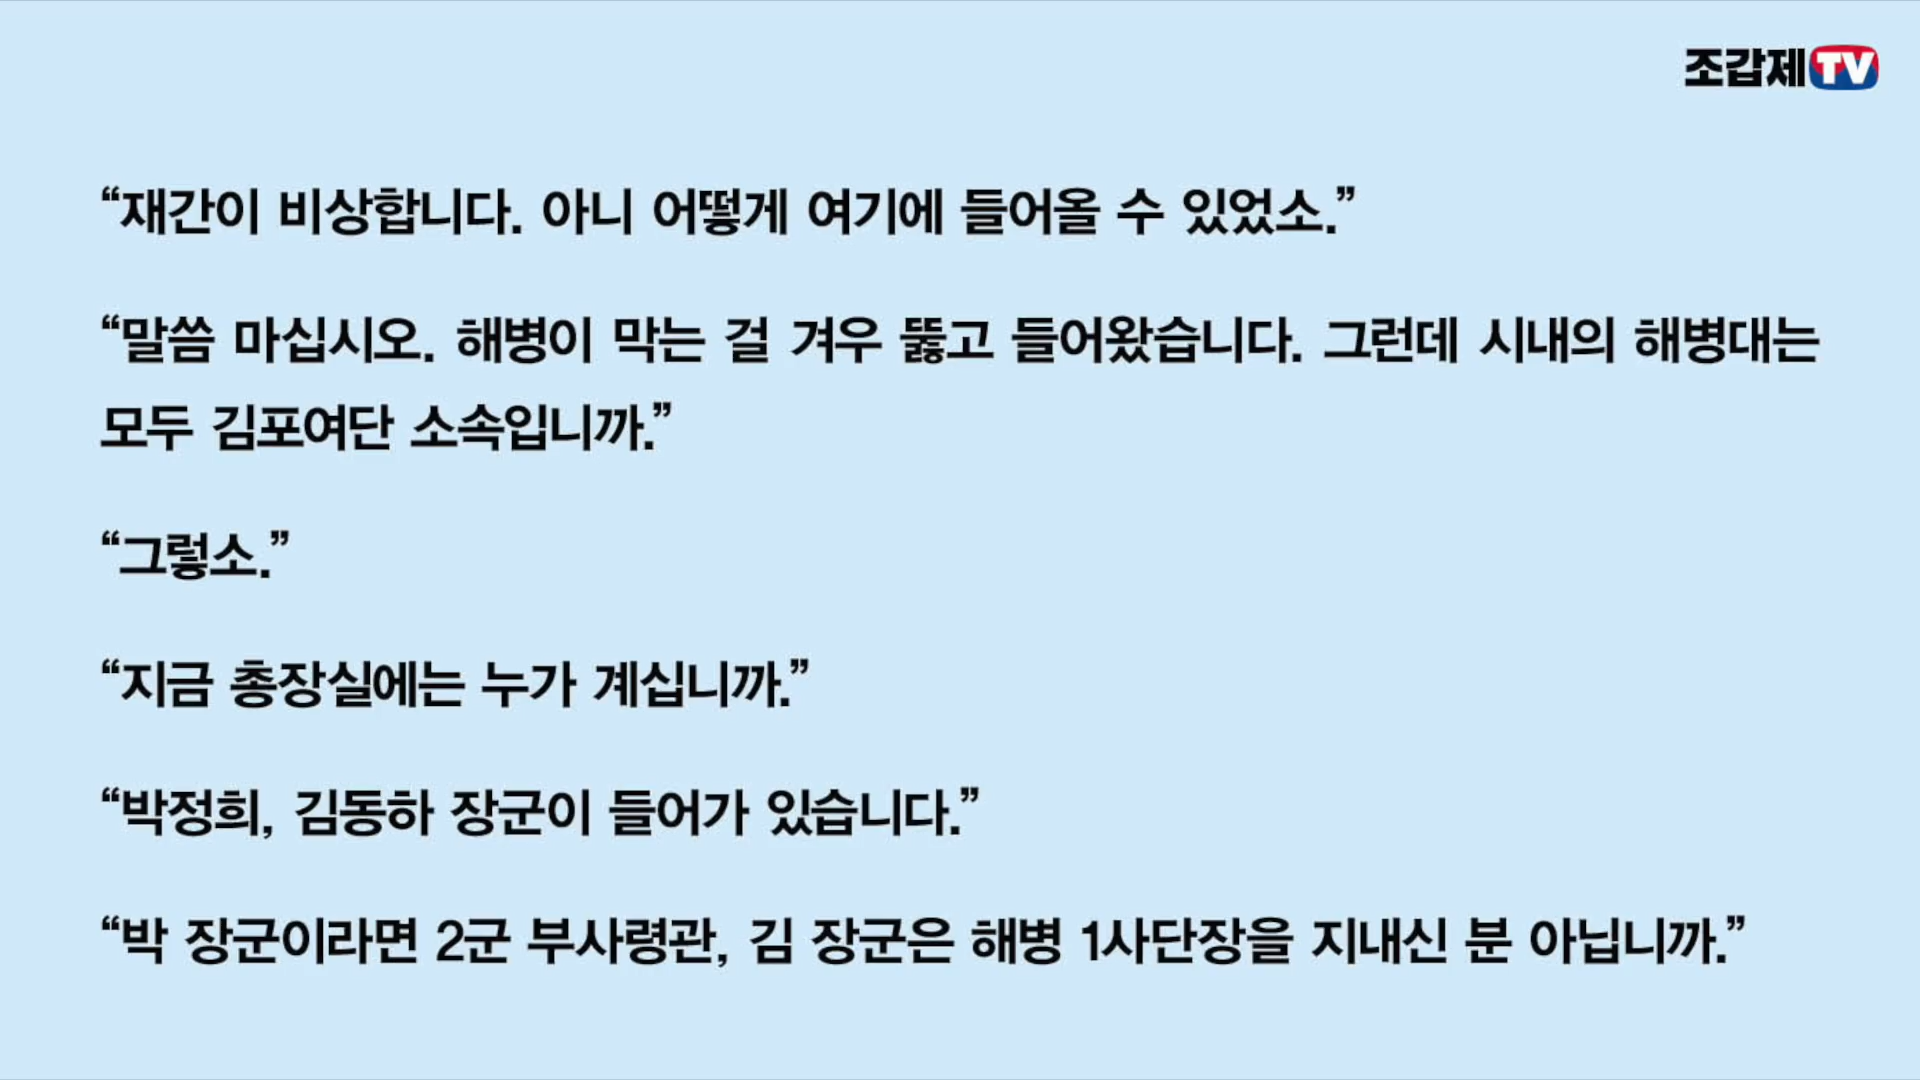 조갑제TV
“재간이 비상합니다. 아니 어떻게 여기에 들어올 수 있었소.”
“말씀 마십시오. 해병이 막는 걸 겨우 뚫고 들어왔습니다. 그런데 시내의 해병대는
모두 김포여단 소속입니까.”
“그렇소.”
“지금 총장실에는 누가 계십니까.”
“박정희, 김동하 장군이 들어가 있습니다.”
“박 장군이라면 2군 부사령관, 김 장군은 해병 1사단장을 지내신 분 아닙니까.”